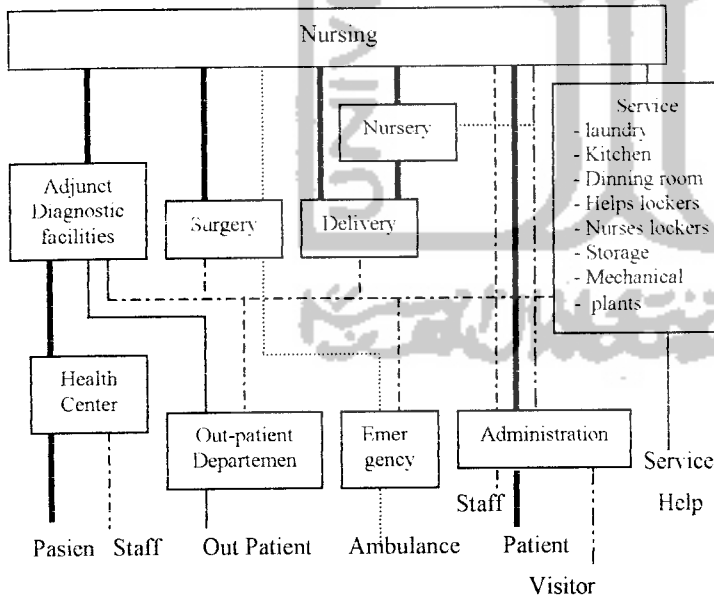 Nursing
Service
- laundry
- Kitchen
- Dinning room
- Helps lockers
- Nurses lockers
- Storage
- Mechanical
- plants
Nursery
Adjunct
Diagnostic
facilities
Surgery
Delivery
Health
Center
Out-patient
Departemen
Emer
gency
Administration
Service
Help
Staff
Pasien
Staff
Out Patient
Ambulance
Patient
Visitor
UNIV